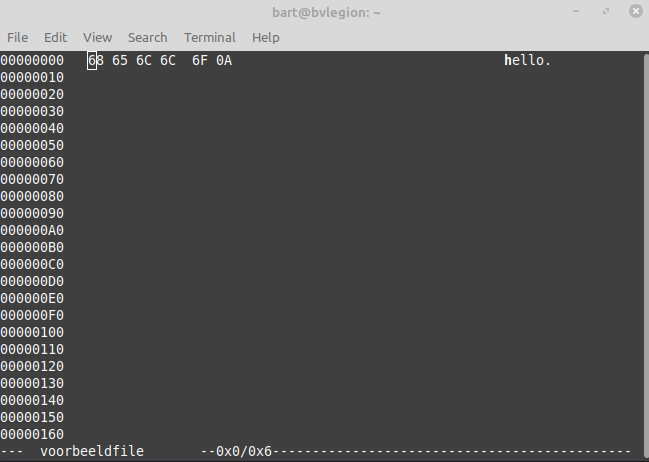 bart@bvlegion: ~
File Edit View Search Terminal Help
00000000   68 65 6C 6C  6F 0A                                  hello.
00000010
00000020
00000030
00000040
00000050
00000060
00000070
00000080
00000090
000000A0
000000B0
000000C0
000000D0
000000E0
000000F0
00000100
00000110
00000120
00000130
00000140
00000150
00000160
---  voorbeeldfile       --0x0/0x6---------------------------------------------